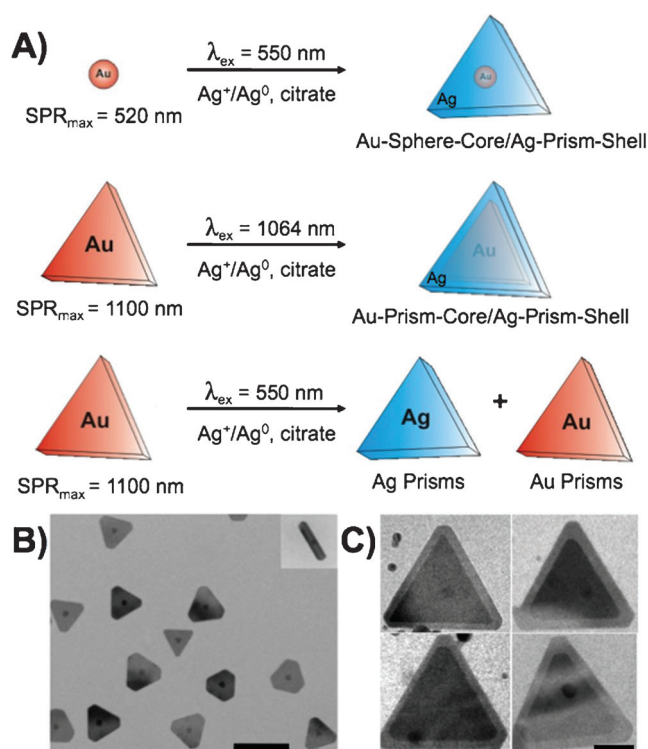 A)
Au
SPRmax = 520 nm
λex = 550 nm
Ag+/Ag0, citrate
Au
Ag
Au-Sphere-Core/Ag-Prism-Shell
Au
SPRmax = 1100 nm
λex = 1064 nm
Ag+/Ag0, citrate
Au
Ag
Au-Prism-Core/Ag-Prism-Shell
Au
SPRmax = 1100 nm
λex = 550 nm
Ag+/Ag0, citrate
Ag
+
Au
Ag Prisms
Au Prisms
B)
C)